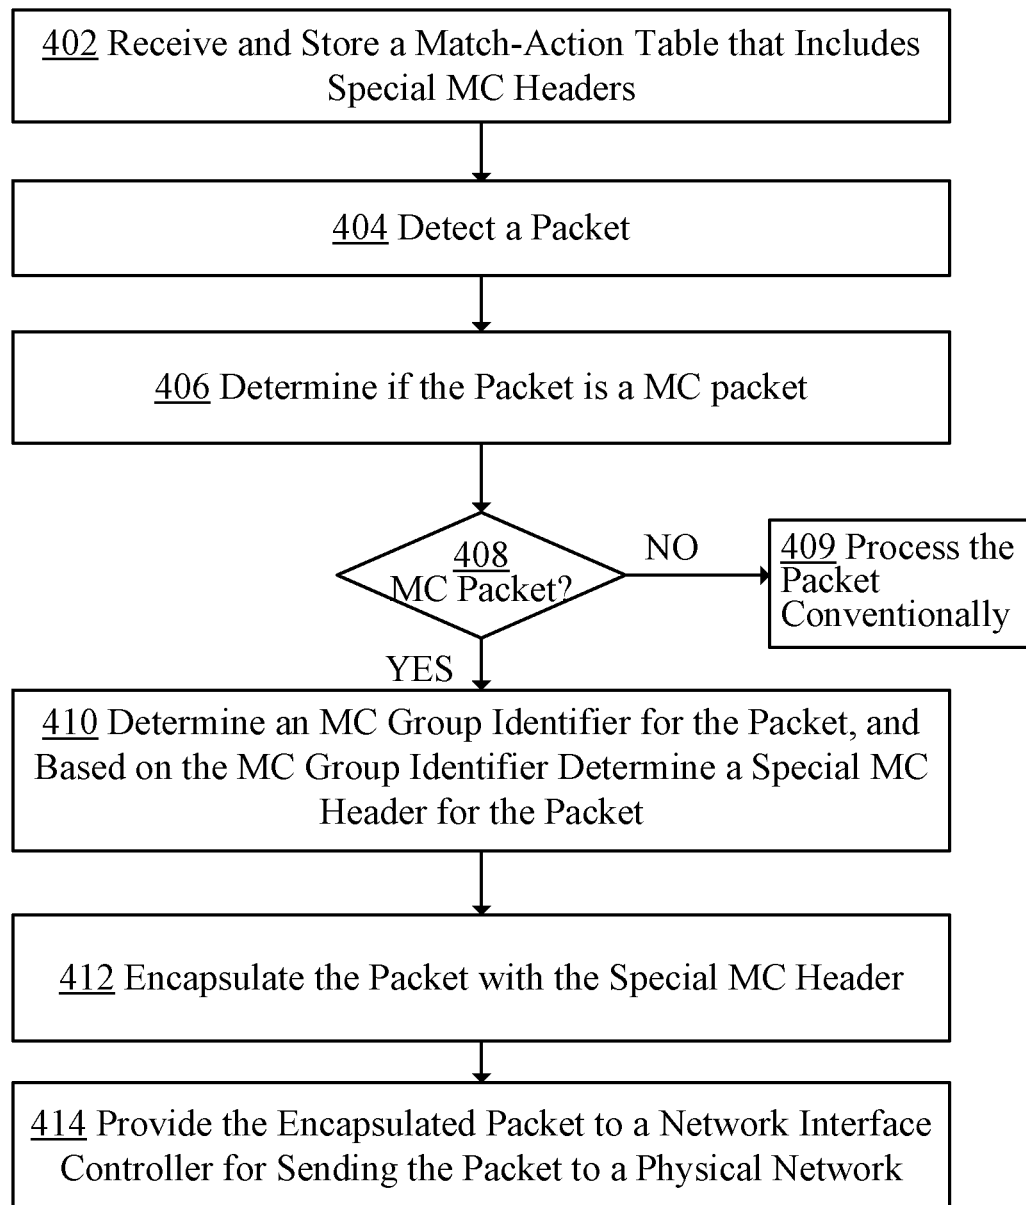 402 Receive and Store a Match-Action Table that Includes
Special MC Headers
404 Detect a Packet
406 Determine if the Packet is a MC packet
408
MC Packet?
NO
409 Process the
Packet
Conventionally
YES
410 Determine an MC Group Identifier for the Packet, and
Based on the MC Group Identifier Determine a Special MC
Header for the Packet
412 Encapsulate the Packet with the Special MC Header
414 Provide the Encapsulated Packet to a Network Interface
Controller for Sending the Packet to a Physical Network